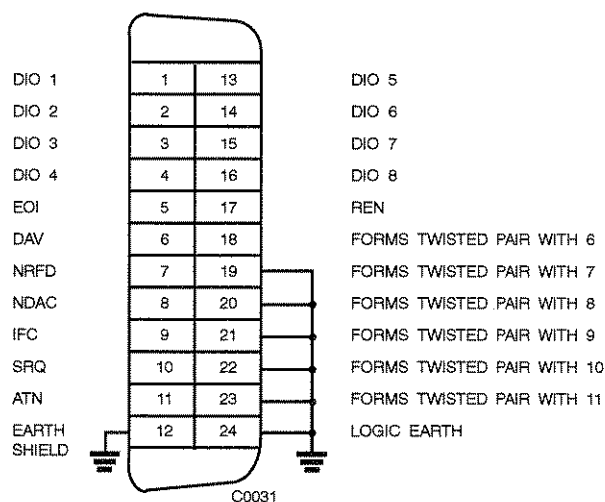 DIO 1 1 13 DIO 5
DIO 2 2 14 DIO 6
DIO 3 3 15 DIO 7
DIO 4 4 16 DIO 8
EOI 5 17 REN
DAV 6 18 FORMS TWISTED PAIR WITH 6
NRFD 7 19 FORMS TWISTED PAIR WITH 7
NDAC 8 20 FORMS TWISTED PAIR WITH 8
IFC 9 21 FORMS TWISTED PAIR WITH 9
SRQ 10 22 FORMS TWISTED PAIR WITH 10
ATN 11 23 FORMS TWISTED PAIR WITH 11
EARTH 12 24 LOGIC EARTH
SHIELD
C0031